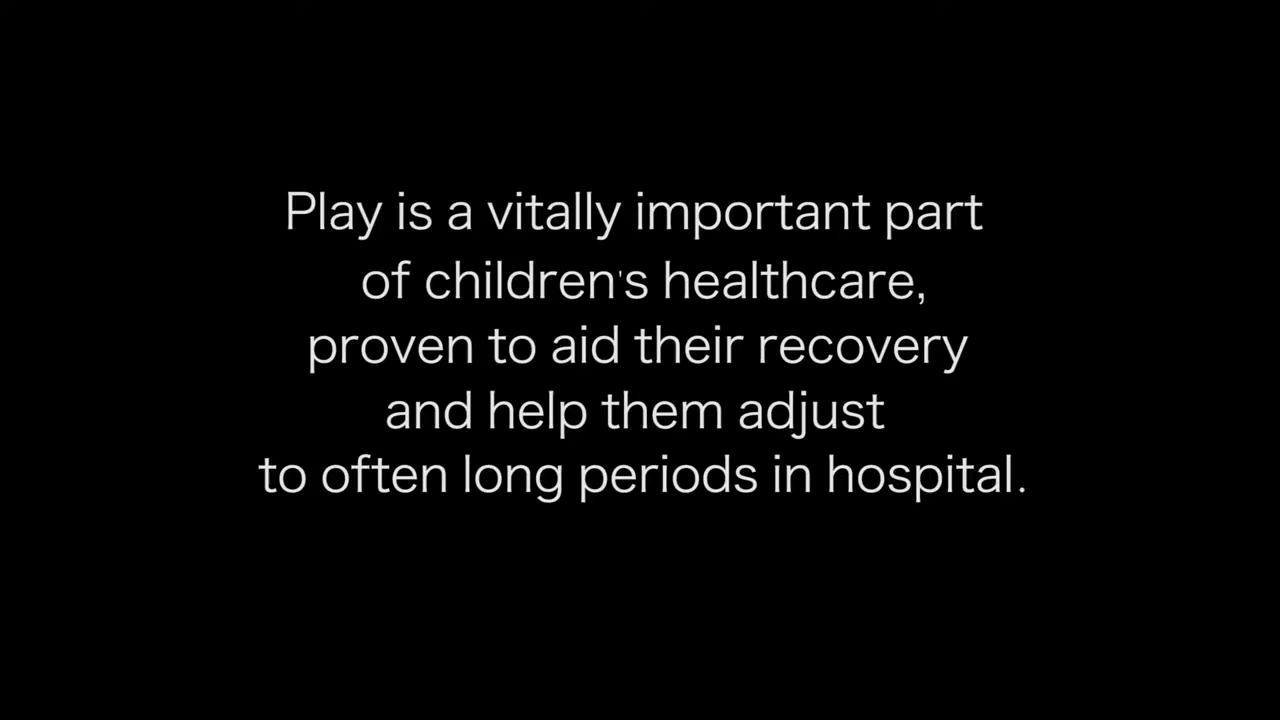 Play is a vitally important part
of children's healthcare,
proven to aid their recovery
and help them adjust
to often long periods in hospital.